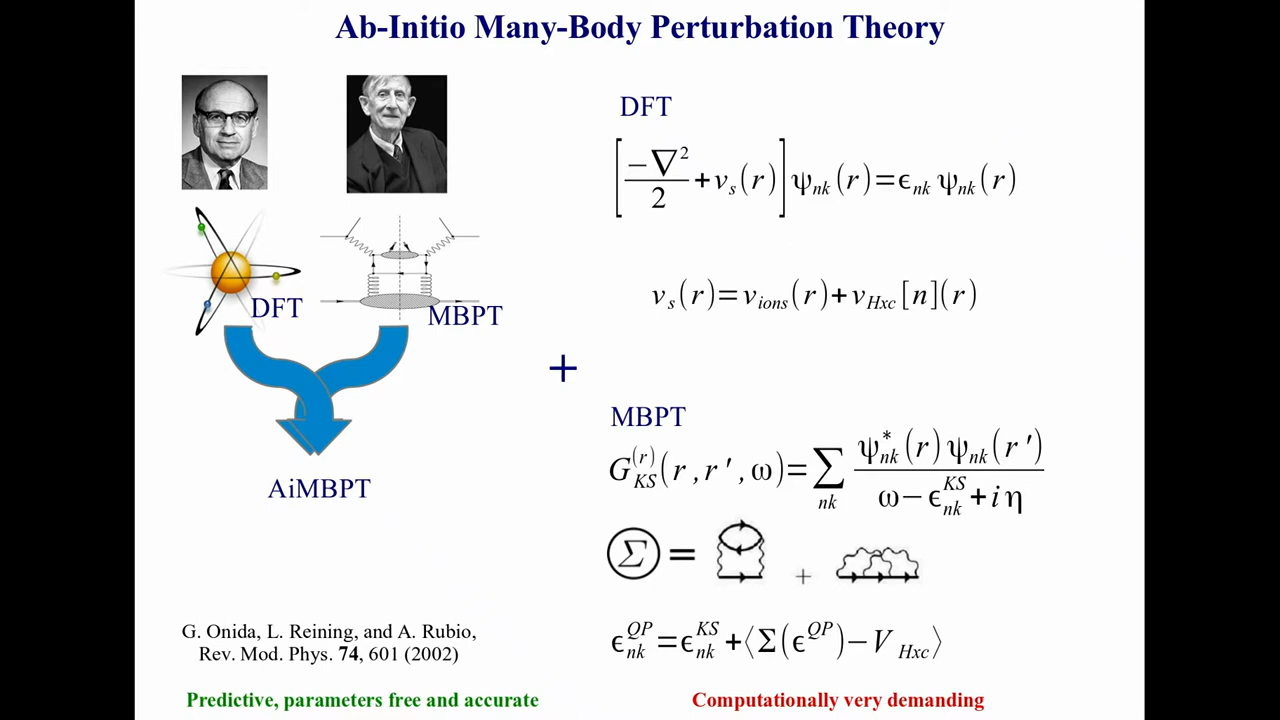 Ab-Initio Many-Body Perturbation Theory
DFT
MBPT
AiMBPT
G. Onida, L. Reining, and A. Rubio,
Rev. Mod. Phys. 74, 601 (2002)
Predictive, parameters free and accurate
DFT
[−∇²/2 + v_s(r)] ψ_nk(r) = ϵ_nk ψ_nk(r)
v_s(r) = v_ions(r) + v_Hxc[n](r)
+
MBPT
G_KS^(r)(r, r', ω) = ∑_nk ψ*_nk(r) ψ_nk(r') / (ω − ϵ_nk^KS + i η)
Σ = +
ϵ_nk^QP = ϵ_nk^KS + ⟨Σ(ϵ^QP) − V_Hxc⟩
Computationally very demanding